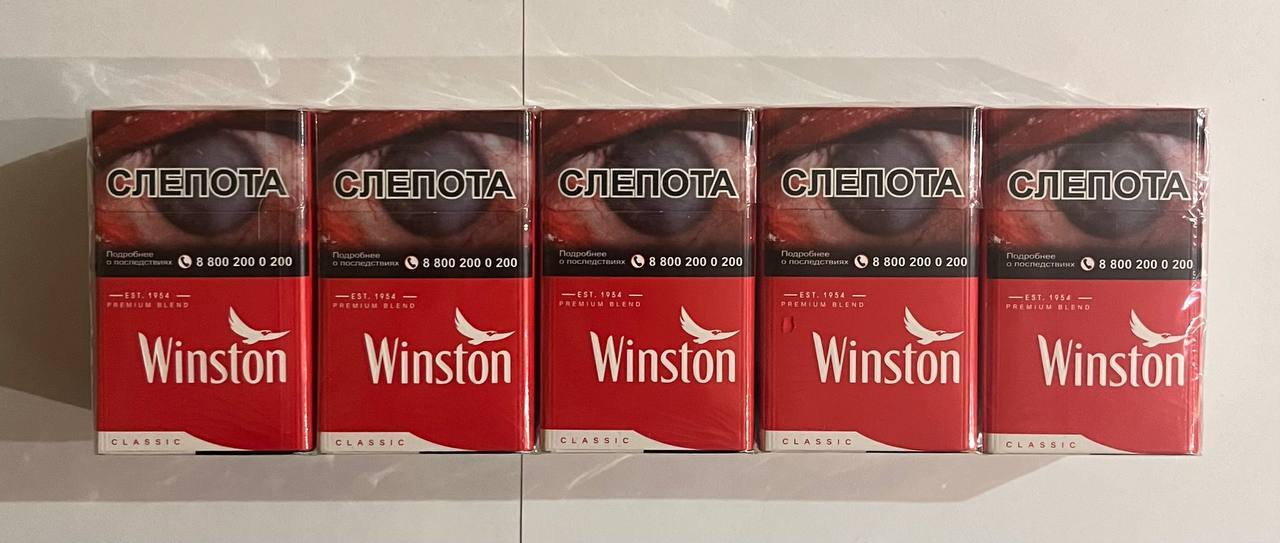 СЛЕПОТА
Подробнее
о последствиях 8 800 200 0 200
EST. 1954
PREMIUM BLEND
Winston
CLASSIC
СЛЕПОТА
Подробнее
о последствиях 8 800 200 0 200
EST. 1954
PREMIUM BLEND
Winston
CLASSIC
СЛЕПОТА
Подробнее
о последствиях 8 800 200 0 200
EST. 1954
PREMIUM BLEND
Winston
CLASSIC
СЛЕПОТА
Подробнее
о последствиях 8 800 200 0 200
EST. 1954
PREMIUM BLEND
Winston
CLASSIC
СЛЕПОТА
Подробнее
о последствиях 8 800 200 0 200
EST. 1954
PREMIUM BLEND
Winston
CLASSIC